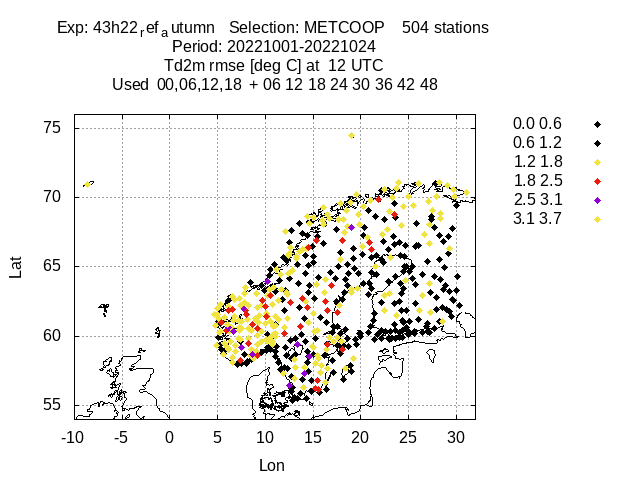 Exp: 43h22ref_autumn   Selection: METCOOP    504 stations
Period: 20221001-20221024
Td2m rmse [deg C] at  12 UTC
Used  00,06,12,18  + 06 12 18 24 30 36 42 48
0.0 0.6
0.6 1.2
1.2 1.8
1.8 2.5
2.5 3.1
3.1 3.7
75
70
65
60
55
Lat
-10 -5 0 5 10 15 20 25 30
Lon